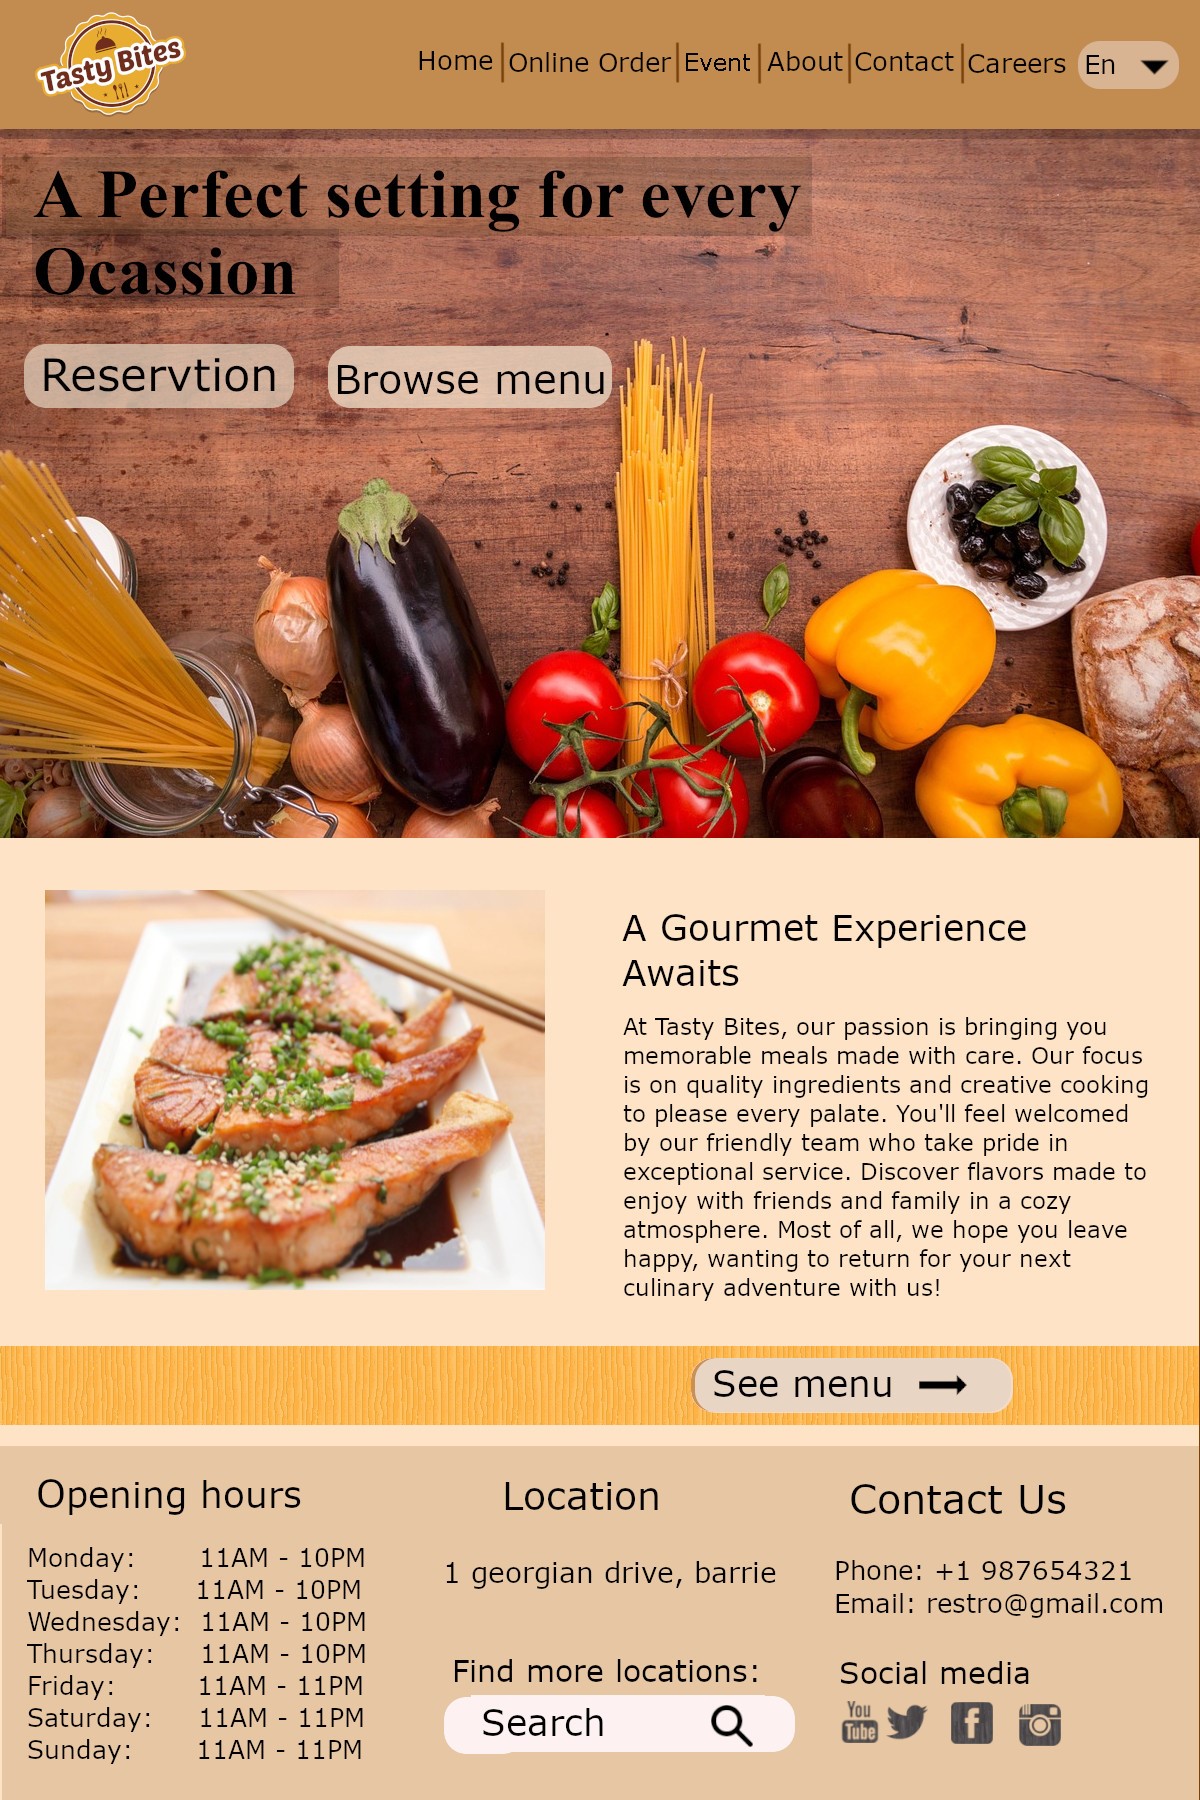 Tasty Bites
Home Online Order Event About Contact Careers En
A Perfect setting for every
Ocassion
Reservtion Browse menu
A Gourmet Experience
Awaits
At Tasty Bites, our passion is bringing you
memorable meals made with care. Our focus
is on quality ingredients and creative cooking
to please every palate. You'll feel welcomed
by our friendly team who take pride in
exceptional service. Discover flavors made to
enjoy with friends and family in a cozy
atmosphere. Most of all, we hope you leave
happy, wanting to return for your next
culinary adventure with us!
See menu
Opening hours
Monday: 11AM - 10PM
Tuesday: 11AM - 10PM
Wednesday: 11AM - 10PM
Thursday: 11AM - 10PM
Friday: 11AM - 11PM
Saturday: 11AM - 11PM
Sunday: 11AM - 11PM
Location
1 georgian drive, barrie
Find more locations:
Search
Contact Us
Phone: +1 987654321
Email: restro@gmail.com
Social media
You
Tube